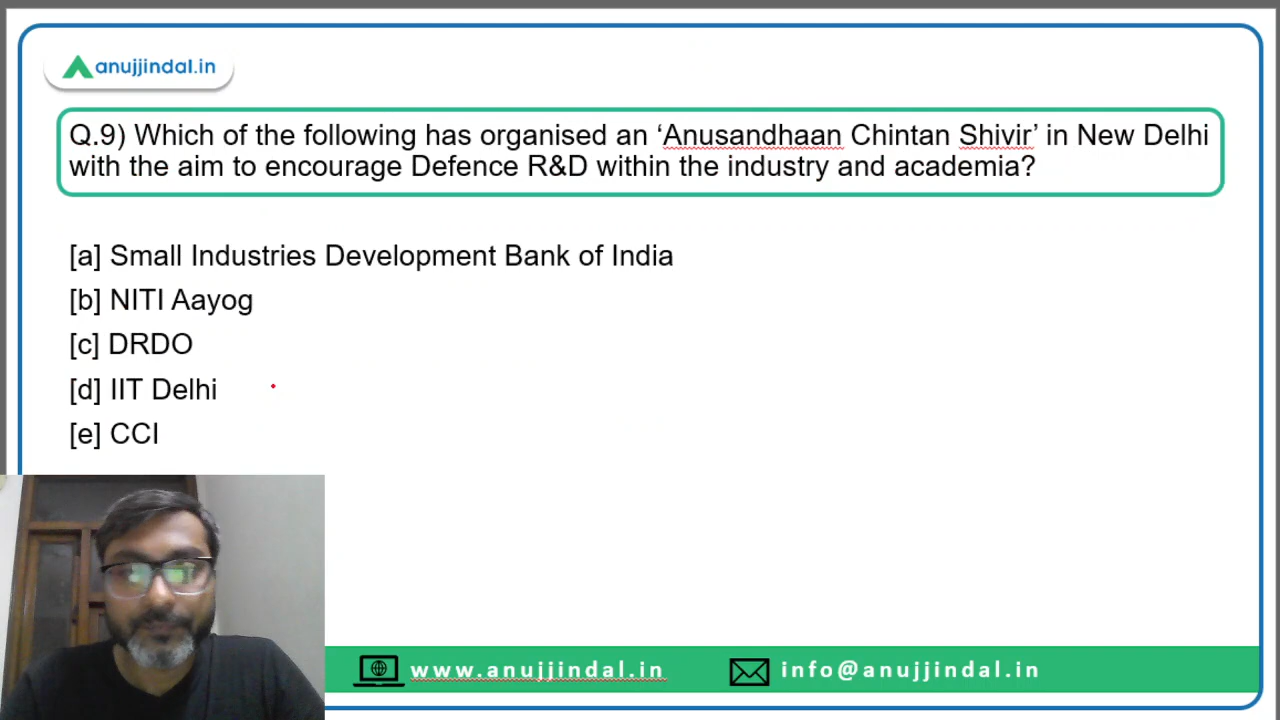 anujjindal.in
Q.9) Which of the following has organised an ‘Anusandhaan Chintan Shivir’ in New Delhi
with the aim to encourage Defence R&D within the industry and academia?
[a] Small Industries Development Bank of India
[b] NITI Aayog
[c] DRDO
[d] IIT Delhi
[e] CCI
www.anujjindal.in
info@anujjindal.in